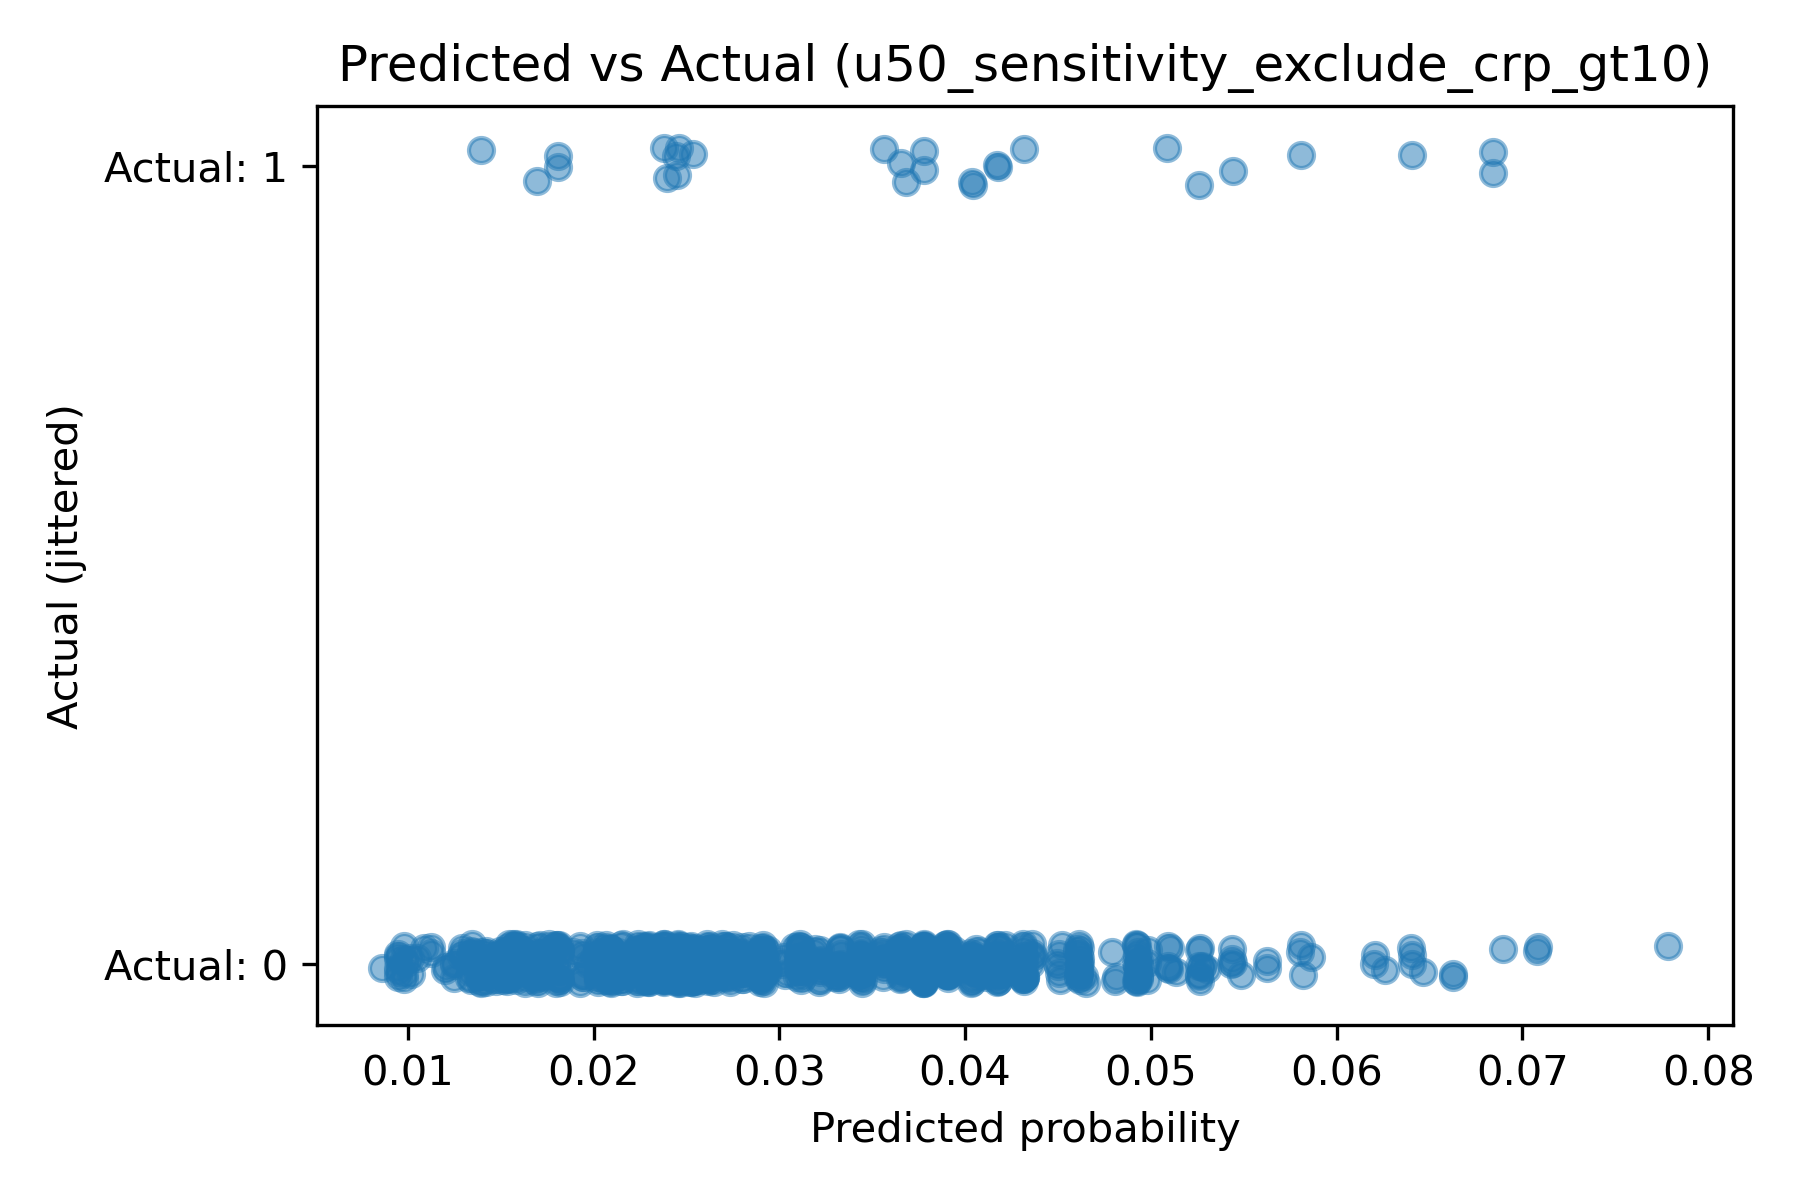 Predicted vs Actual (u50_sensitivity_exclude_crp_gt10)
Actual: 1
Actual (jittered)
Actual: 0
0.01 0.02 0.03 0.04 0.05 0.06 0.07 0.08
Predicted probability